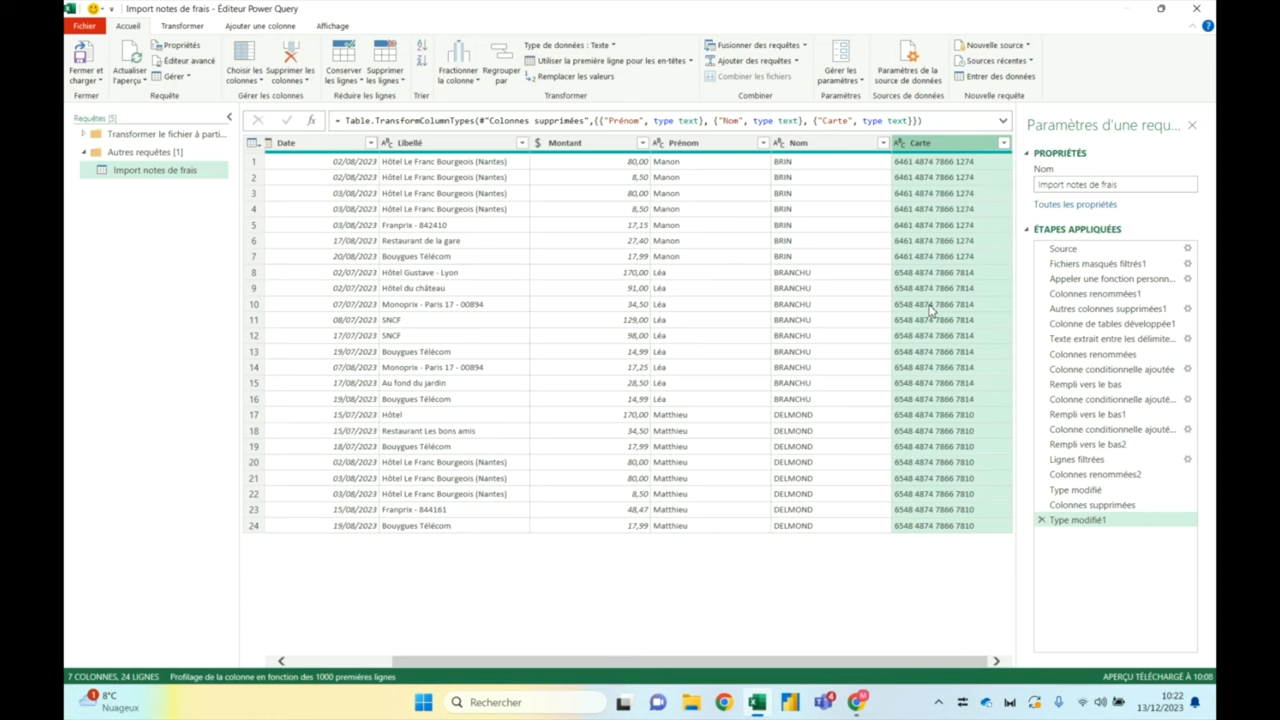 Import notes de frais - Éditeur Power Query
Fichier Accueil Transformer Ajouter une colonne Affichage
Fermer et charger
Fermer
Actualiser l'aperçu
Propriétés
Éditeur avancé
Gérer
Requête
Choisir les colonnes
Supprimer les colonnes
Gérer les colonnes
Conserver les lignes
Supprimer les lignes
Réduire les lignes
Trier
Fractionner la colonne
Regrouper par
Type de données : Texte
Utiliser la première ligne pour les en-têtes
Remplacer les valeurs
Transformer
Fusionner des requêtes
Ajouter des requêtes
Combiner les fichiers
Combiner
Gérer les paramètres
Paramètres
Paramètres de la source de données
Sources de données
Nouvelle source
Sources récentes
Entrer des données
Nouvelle requête
Requêtes [5]
Transformer le fichier à parti...
Autres requêtes [1]
Import notes de frais
fx
= Table.TransformColumnTypes(#"Colonnes supprimées",{{"Prénom", type text}, {"Nom", type text}, {"Carte", type text}})
Date Libellé Montant Prénom Nom Carte
1 02/08/2023 Hôtel Le Franc Bourgeois (Nantes) 80,00 Manon BRIN 6461 4874 7866 1274
2 02/08/2023 Hôtel Le Franc Bourgeois (Nantes) 8,50 Manon BRIN 6461 4874 7866 1274
3 03/08/2023 Hôtel Le Franc Bourgeois (Nantes) 80,00 Manon BRIN 6461 4874 7866 1274
4 03/08/2023 Hôtel Le Franc Bourgeois (Nantes) 8,50 Manon BRIN 6461 4874 7866 1274
5 03/08/2023 Franprix - 842410 17,15 Manon BRIN 6461 4874 7866 1274
6 17/08/2023 Restaurant de la gare 27,40 Manon BRIN 6461 4874 7866 1274
7 20/08/2023 Bouygues Télécom 17,99 Manon BRIN 6461 4874 7866 1274
8 02/07/2023 Hôtel Gustave - Lyon 170,00 Léa BRANCHU 6548 4874 7866 7814
9 02/07/2023 Hôtel du château 91,00 Léa BRANCHU 6548 4874 7866 7814
10 07/07/2023 Monoprix - Paris 17 - 00894 34,50 Léa BRANCHU 6548 4874 7866 7814
11 08/07/2023 SNCF 129,00 Léa BRANCHU 6548 4874 7866 7814
12 17/07/2023 SNCF 98,00 Léa BRANCHU 6548 4874 7866 7814
13 19/07/2023 Bouygues Télécom 14,99 Léa BRANCHU 6548 4874 7866 7814
14 07/08/2023 Monoprix - Paris 17 - 00894 17,25 Léa BRANCHU 6548 4874 7866 7814
15 17/08/2023 Au fond du jardin 28,50 Léa BRANCHU 6548 4874 7866 7814
16 19/08/2023 Bouygues Télécom 14,99 Léa BRANCHU 6548 4874 7866 7814
17 15/07/2023 Hôtel 170,00 Matthieu DELMOND 6548 4874 7866 7810
18 15/07/2023 Restaurant Les bons amis 34,50 Matthieu DELMOND 6548 4874 7866 7810
19 18/07/2023 Bouygues Télécom 17,99 Matthieu DELMOND 6548 4874 7866 7810
20 02/08/2023 Hôtel Le Franc Bourgeois (Nantes) 80,00 Matthieu DELMOND 6548 4874 7866 7810
21 03/08/2023 Hôtel Le Franc Bourgeois (Nantes) 80,00 Matthieu DELMOND 6548 4874 7866 7810
22 03/08/2023 Hôtel Le Franc Bourgeois (Nantes) 8,50 Matthieu DELMOND 6548 4874 7866 7810
23 15/08/2023 Franprix - 844161 48,47 Matthieu DELMOND 6548 4874 7866 7810
24 19/08/2023 Bouygues Télécom 17,99 Matthieu DELMOND 6548 4874 7866 7810
Paramètres d'une requ...
PROPRIÉTÉS
Nom
Import notes de frais
Toutes les propriétés
ÉTAPES APPLIQUÉES
Source
Fichiers masqués filtrés1
Appeler une fonction personn...
Colonnes renommées1
Autres colonnes supprimées1
Colonne de tables développée1
Texte extrait entre les délimite...
Colonnes renommées
Colonne conditionnelle ajoutée
Rempli vers le bas
Colonne conditionnelle ajouté...
Rempli vers le bas1
Colonne conditionnelle ajouté...
Rempli vers le bas2
Lignes filtrées
Colonnes renommées2
Type modifié
Colonnes supprimées
Type modifié1
7 COLONNES, 24 LIGNES Profilage de la colonne en fonction des 1000 premières lignes APERÇU TÉLÉCHARGÉ À 10:08
8°C
Nuageux
Rechercher
10:22
13/12/2023